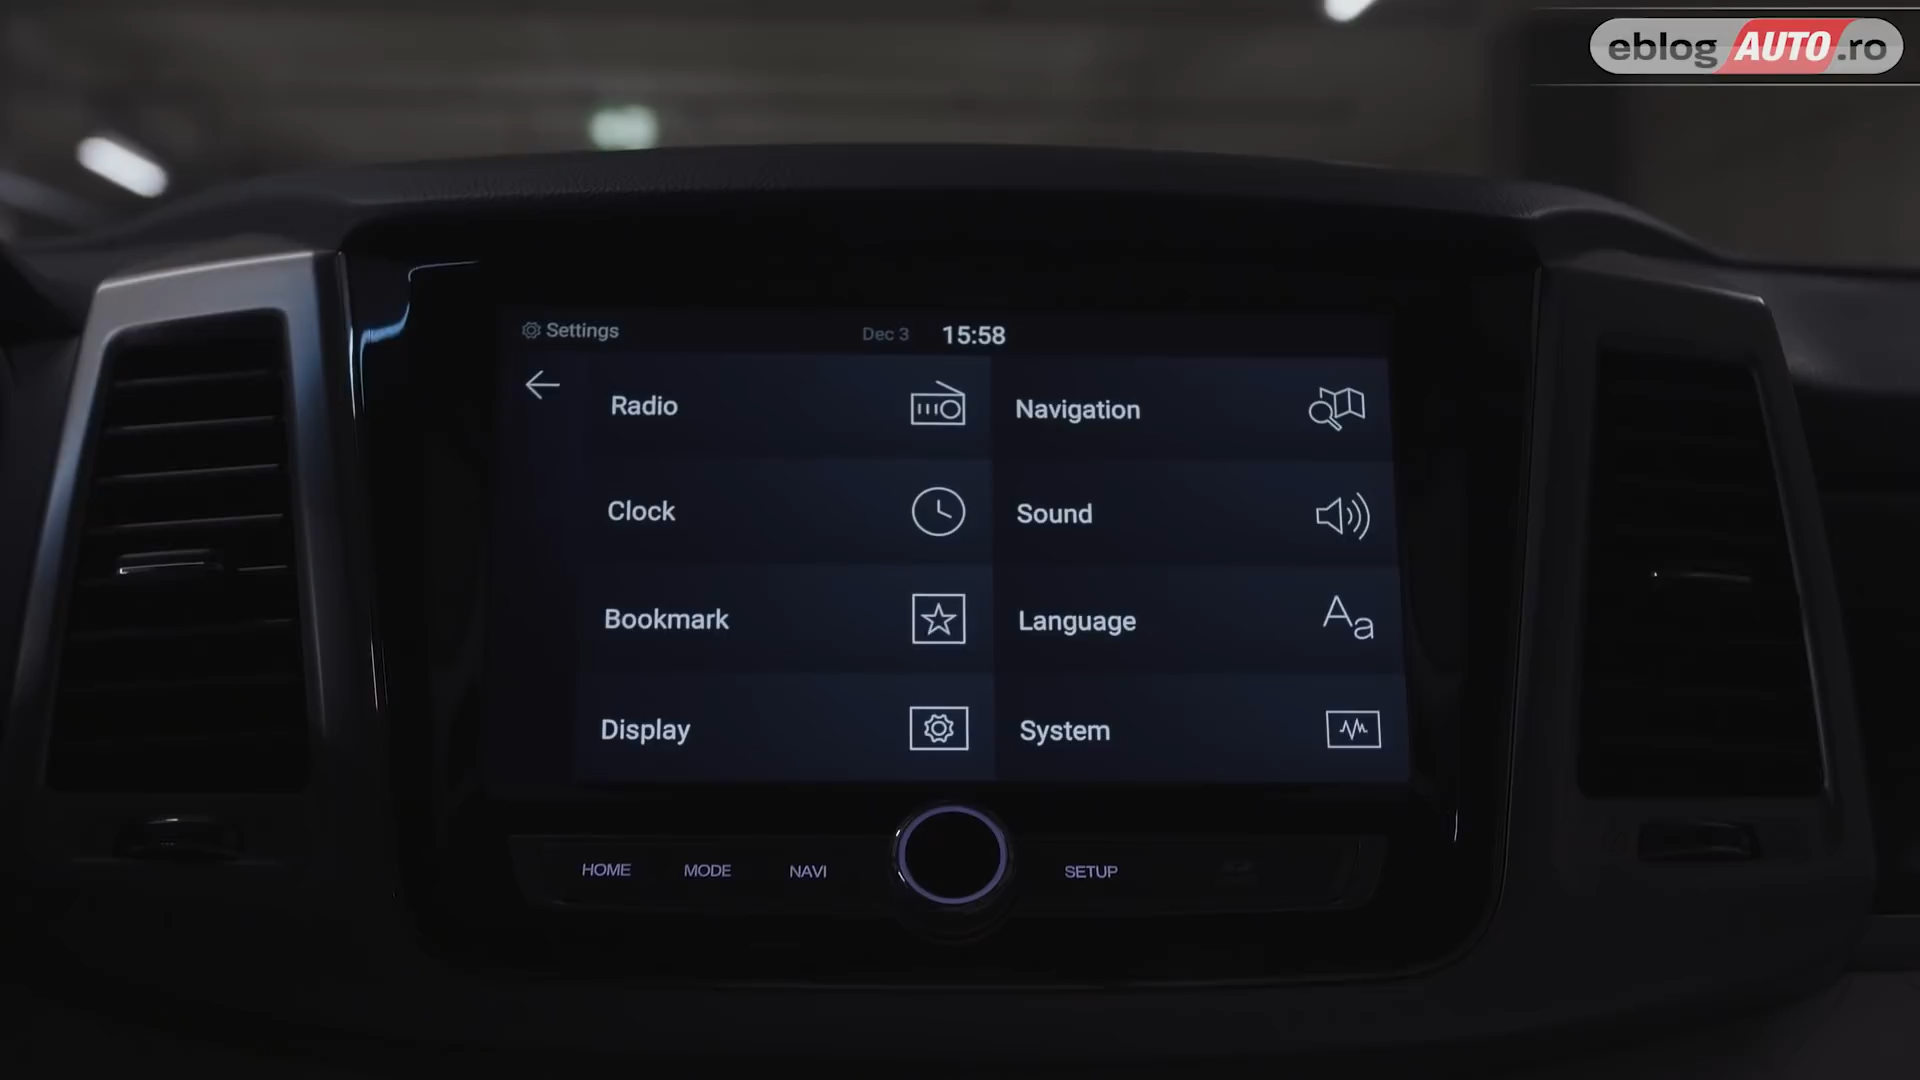 eblog AUTO.ro
Settings
Dec 3 15:58
Radio
Navigation
Clock
Sound
Bookmark
Language
Aa
Display
System
HOME MODE NAVI SETUP